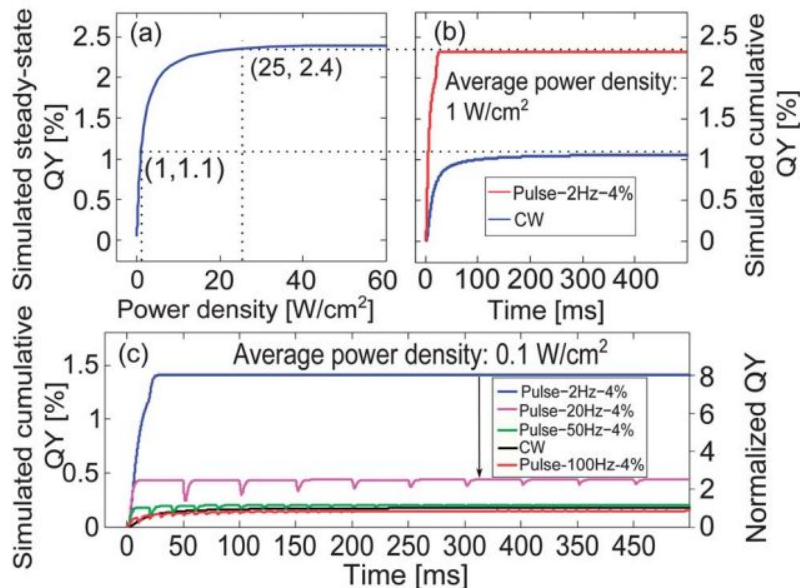 (a)
2.5
2
1.5
1
0.5
0
Simulated steady-state
QY [%]
(25, 2.4)
(1,1.1)
0 20 40 60
Power density [W/cm²]
(b)
Average power density:
1 W/cm²
Pulse-2Hz-4%
CW
2.5
2
1.5
1
0.5
0
Simulated cumulative
QY [%]
0 100 200 300 400
Time [ms]
(c)
Average power density: 0.1 W/cm²
1.5
1
0.5
0
Simulated cumulative
QY [%]
Pulse-2Hz-4%
Pulse-20Hz-4%
Pulse-50Hz-4%
CW
Pulse-100Hz-4%
8
6
4
2
0
Normalized QY
0 50 100 150 200 250 300 350 400 450
Time [ms]